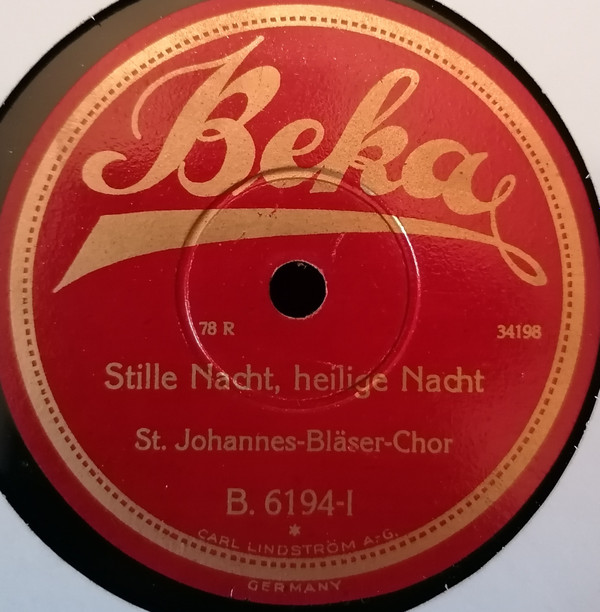 Beka
78 R 34198
Stille Nacht, heilige Nacht
St. Johannes-Bläser-Chor
B. 6194-I
CARL LINDSTRÖM A.-G.
GERMANY